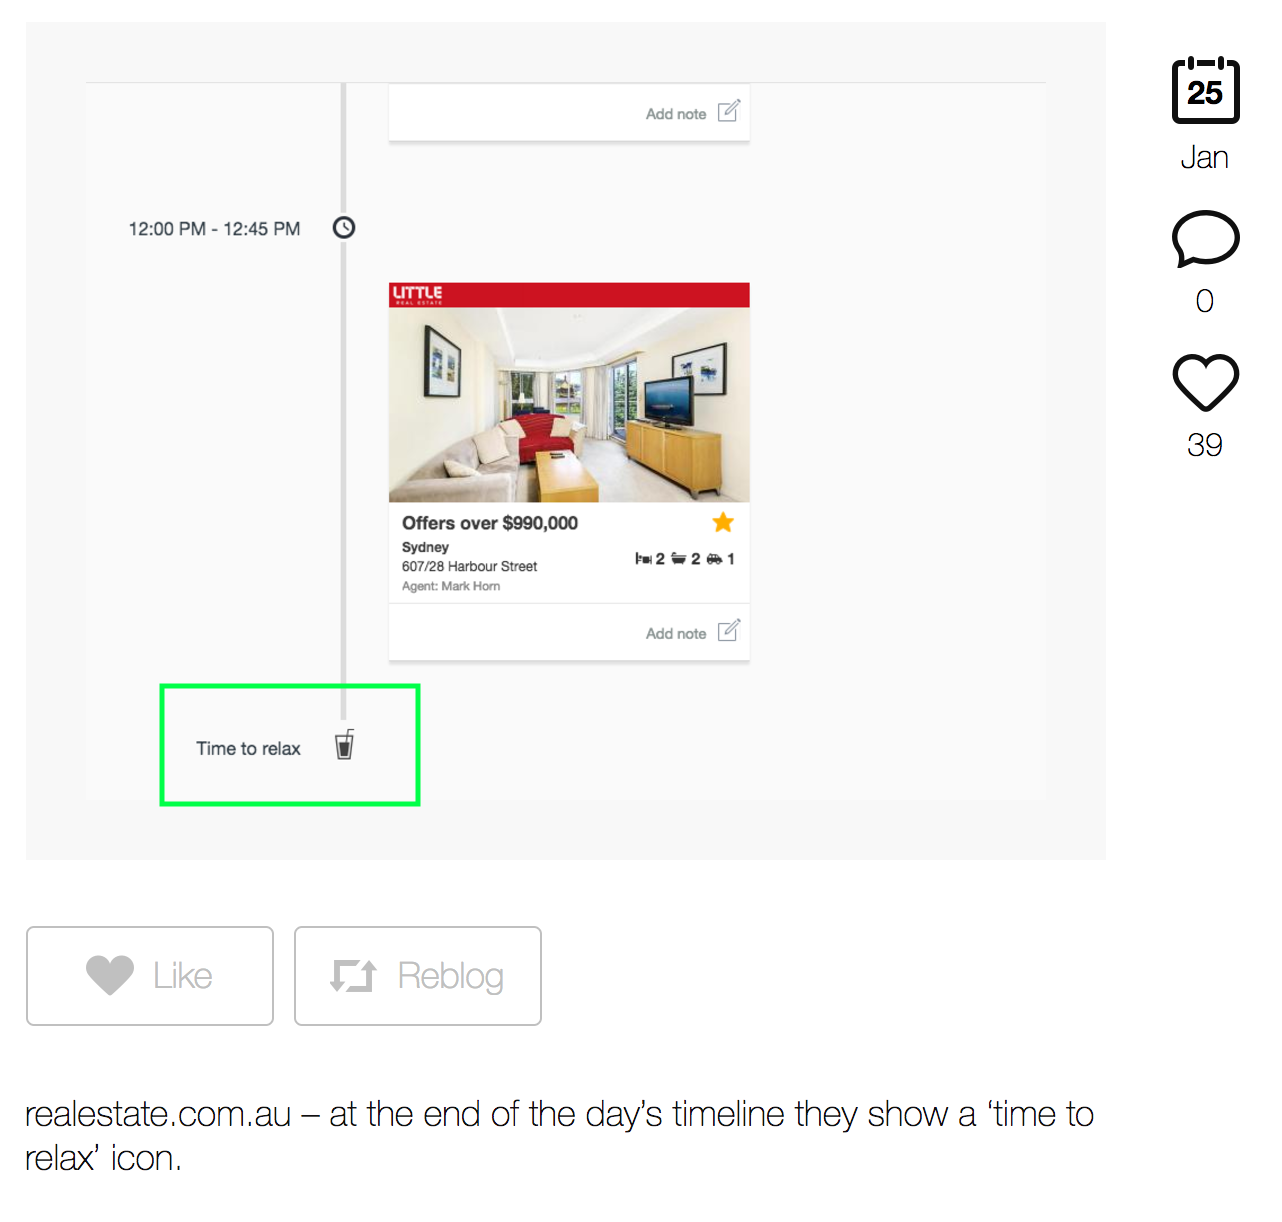 Add note
12:00 PM - 12:45 PM
LITTLE
REAL ESTATE
Offers over $990,000
Sydney
607/28 Harbour Street
Agent: Mark Horn
2 2 1
Add note
Time to relax
25
Jan
0
39
Like
Reblog
realestate.com.au – at the end of the day’s timeline they show a ‘time to
relax’ icon.